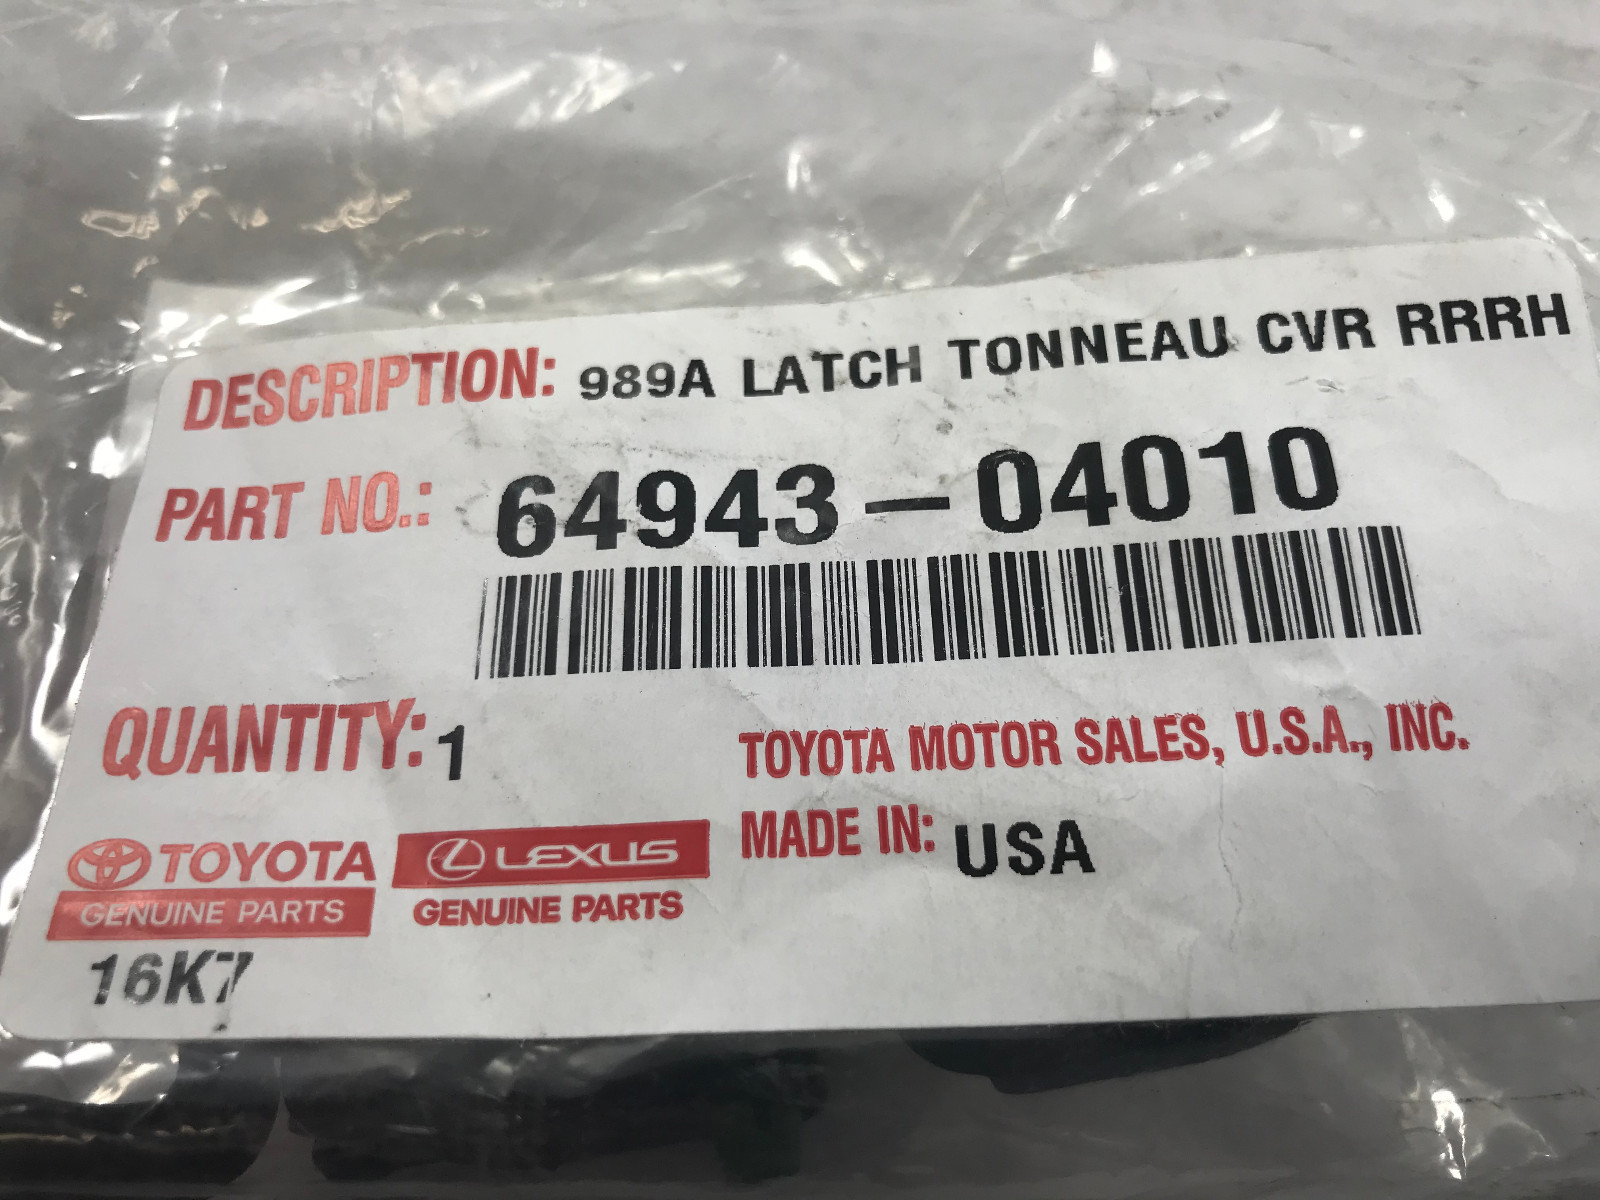 DESCRIPTION: 989A LATCH TONNEAU CVR RRRH
PART NO.: 64943-04010
QUANTITY: 1
TOYOTA MOTOR SALES, U.S.A., INC.
MADE IN: USA
TOYOTA
GENUINE PARTS
LEXUS
GENUINE PARTS
16K7